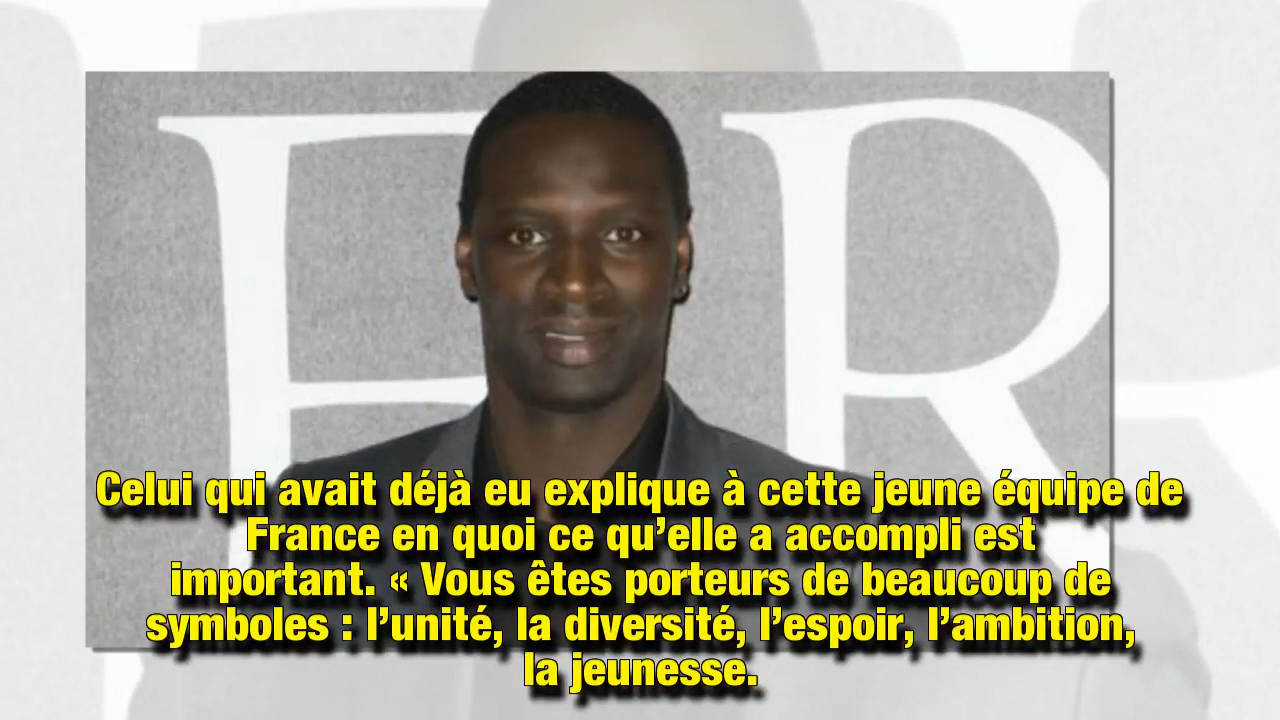 ER
Celui qui avait déjà eu explique à cette jeune équipe de
France en quoi ce qu’elle a accompli est
important. « Vous êtes porteurs de beaucoup de
symboles : l’unité, la diversité, l’espoir, l’ambition,
la jeunesse.